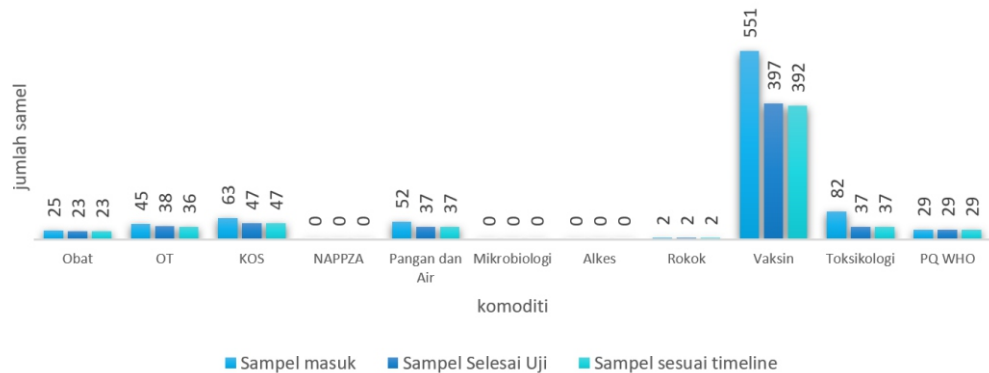 jumlah samel
25 23 23
45 38 36
63 47 47
0 0 0
52 37 37
0 0 0
0 0 0
2 2 2
551 397 392
82 37 37
29 29 29
Obat OT KOS NAPPZA Pangan dan Mikrobiologi Alkes Rokok Vaksin Toksikologi PQ WHO
Air
komoditi
Sampel masuk Sampel Selesai Uji Sampel sesuai timeline